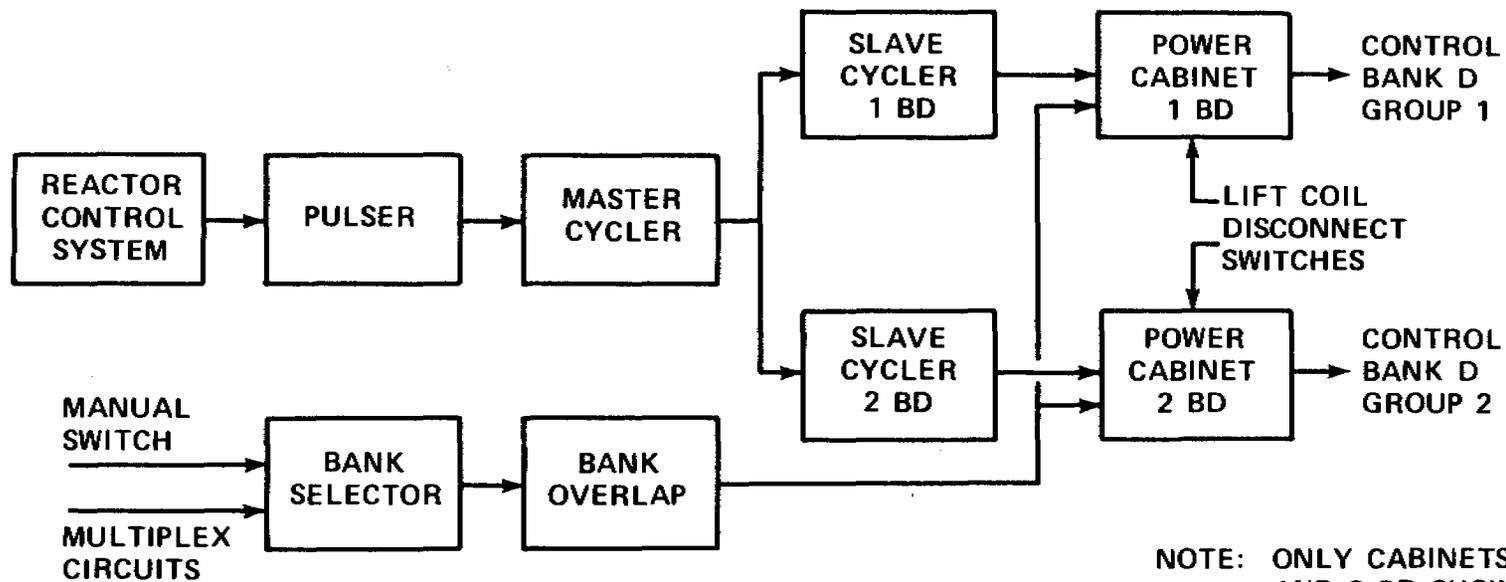 REACTOR
CONTROL
SYSTEM
PULSER
MASTER
CYCLER
SLAVE
CYCLER
1 BD
POWER
CABINET
1 BD
CONTROL
BANK D
GROUP 1
LIFT COIL
DISCONNECT
SWITCHES
SLAVE
CYCLER
2 BD
POWER
CABINET
2 BD
CONTROL
BANK D
GROUP 2
MANUAL
SWITCH
MULTIPLEX
CIRCUITS
BANK
SELECTOR
BANK
OVERLAP
NOTE: ONLY CABINETS